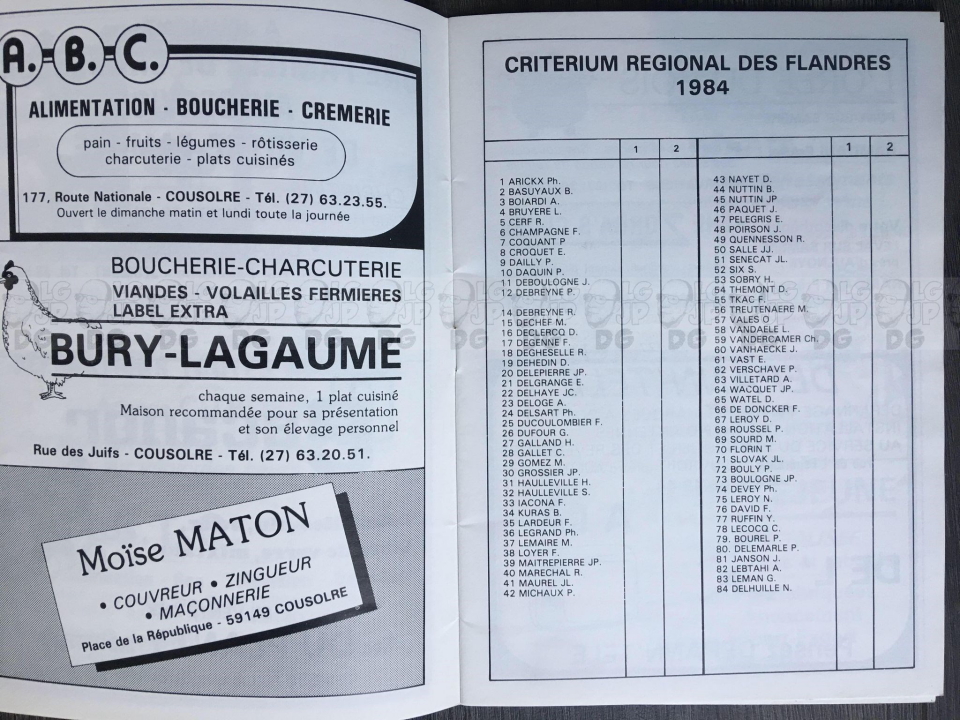 A.B.C.
ALIMENTATION - BOUCHERIE - CREMERIE
pain - fruits - légumes - rôtisserie
charcuterie - plats cuisinés
177, Route Nationale - COUSOLRE - Tél. (27) 63.23.55.
Ouvert le dimanche matin et lundi toute la journée
BOUCHERIE-CHARCUTERIE
VIANDES - VOLAILLES FERMIERES
LABEL EXTRA
BURY-LAGAUME
chaque semaine, 1 plat cuisiné
Maison recommandée pour sa présentation
et son élevage personnel
Rue des Juifs - COUSOLRE - Tél. (27) 63.20.51.
Moïse MATON
• COUVREUR • ZINGUEUR
• MAÇONNERIE
Place de la République - 59149 COUSOLRE
CRITERIUM REGIONAL DES FLANDRES
1984
1 2 1 2
1 ARICKX Ph.
2 BASUYAUX B.
3 BOIARDI A.
4 BRUYERE L.
5 CERF R.
6 CHAMPAGNE F.
7 COQUANT P
8 CROQUET E.
9 DAILLY P.
10 DAQUIN P.
11 DEBOULOGNE J.
12 DEBREYNE P.
14 DEBREYNE R.
15 DECHEF M.
16 DECLERCQ D.
17 DEGENNE F.
18 DEGHESELLE R.
19 DEHEDIN D.
20 DELEPIERRE JP.
21 DELGRANGE E.
22 DELHAYE JC.
23 DELOGE A.
24 DELSART Ph.
25 DUCOULOMBIER F.
26 DUFOUR G.
27 GALLAND H.
28 GALLET C.
29 GOMEZ M.
30 GROSSIER JP.
31 HAULLEVILLE H.
32 HAULLEVILLE S.
33 IACONA F.
34 KURAS B.
35 LARDEUR F.
36 LEGRAND Ph.
37 LEMAIRE M.
38 LOYER F.
39 MAITREPIERRE JP.
40 MARECHAL R.
41 MAUREL JL.
42 MICHAUX P.
43 NAYET D.
44 NUTTIN B.
45 NUTTIN JP
46 PAQUET J.
47 PELEGRIS E.
48 POIRSON J.
49 QUENNESSON R.
50 SALLE JJ.
51 SENECAT JL.
52 SIX S.
53 SOBRY H.
54 THEMONT D.
55 TKAC F.
56 TREUTENAERE M.
57 VALES O
58 VANDAELE L.
59 VANDERCAMER Ch.
60 VANHAECKE J.
61 VAST E.
62 VERSCHAVE P.
63 VILLETARD A.
64 WACQUET JP.
65 WATEL D.
66 DE DONCKER F.
67 LEROY D.
68 ROUSSEL P.
69 SOURD M.
70 FLORIN T
71 SLOVAK JL.
72 BOULY P.
73 BOULOGNE JP.
74 DEVEY Ph.
75 LEROY N.
76 DAVID F.
77 RUFFIN Y.
78 LECOCQ C.
79. BOUREL P.
80. DELEMARLE P.
81 JANSON J.
82 LEBTAHI A.
83 LEMAN G.
84 DELHUILLE N.